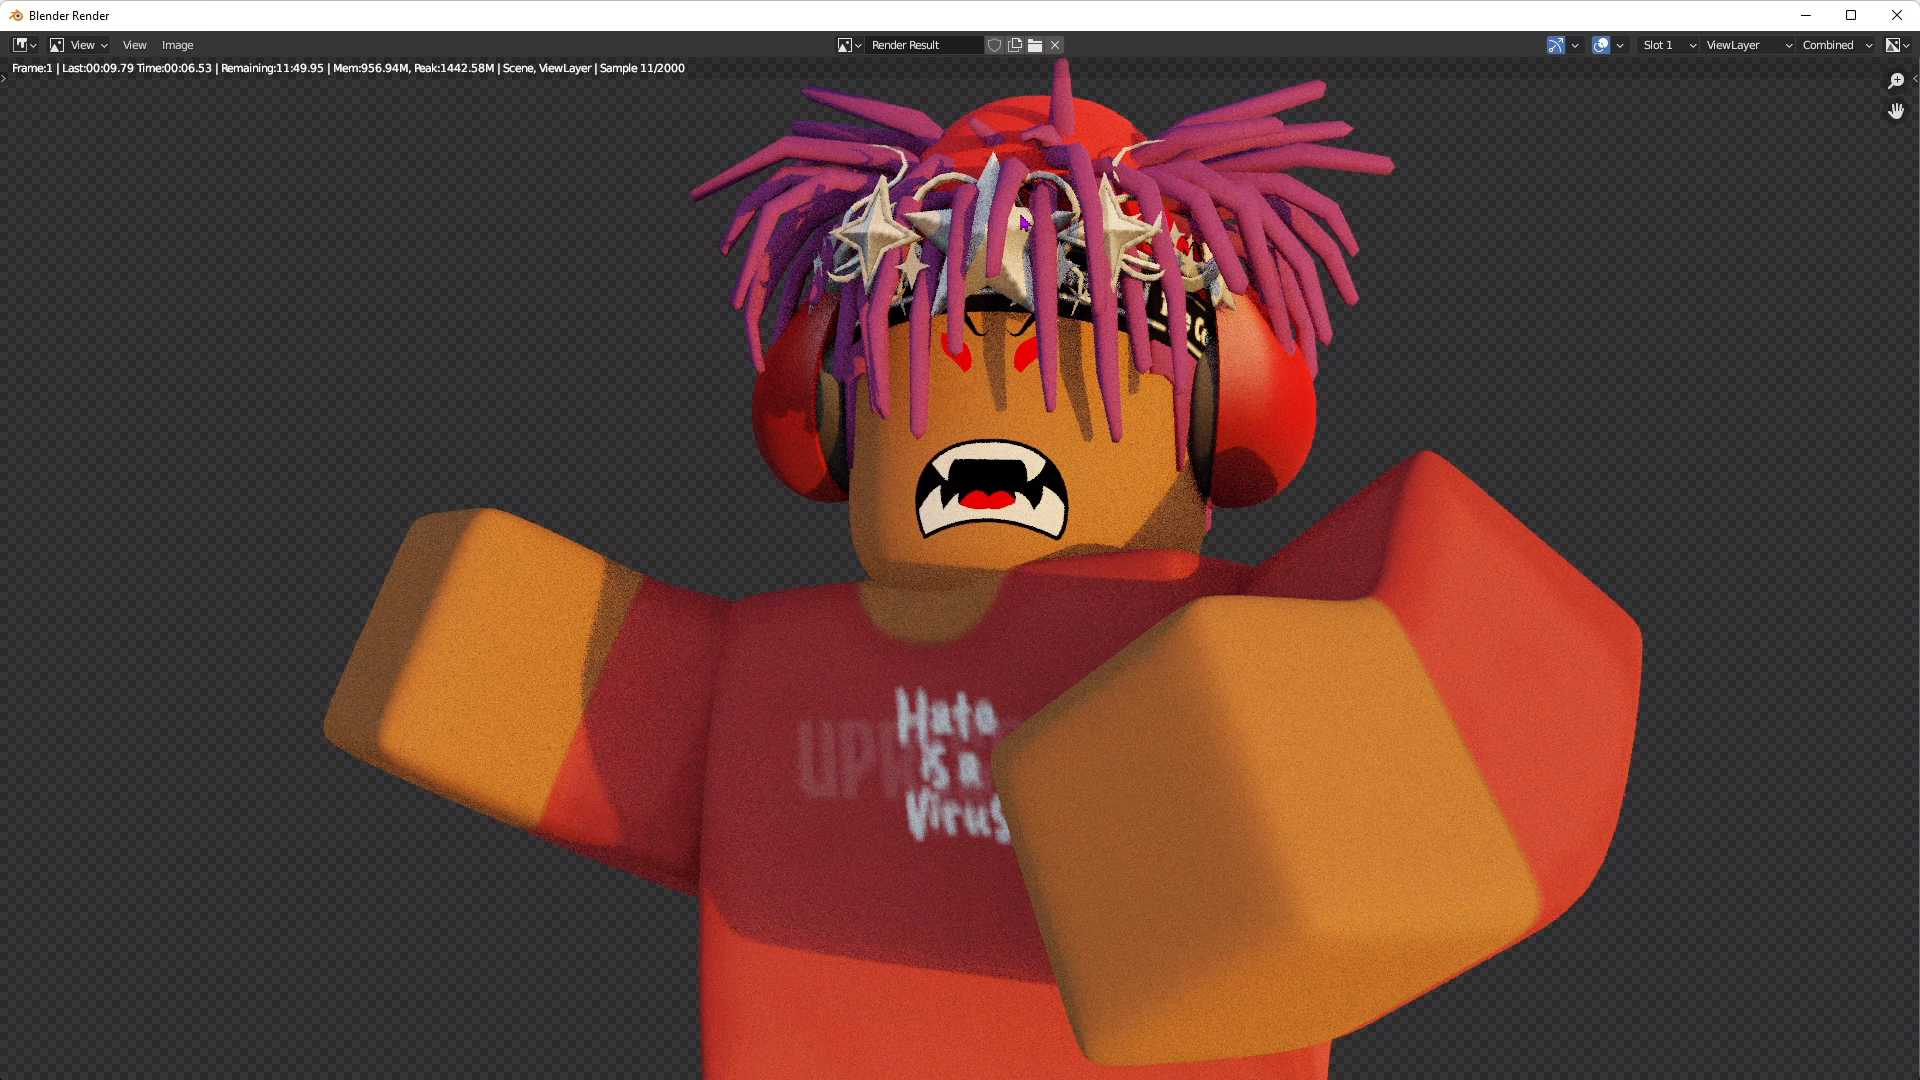 Blender Render
View View Image Render Result Slot 1 ViewLayer Combined
Frame:1 | Last:00:09.79 Time:00:06.53 | Remaining:11:49.95 | Mem:956.94M, Peak:1442.58M | Scene, ViewLayer | Sample 11/2000
Hate
is a
Virus